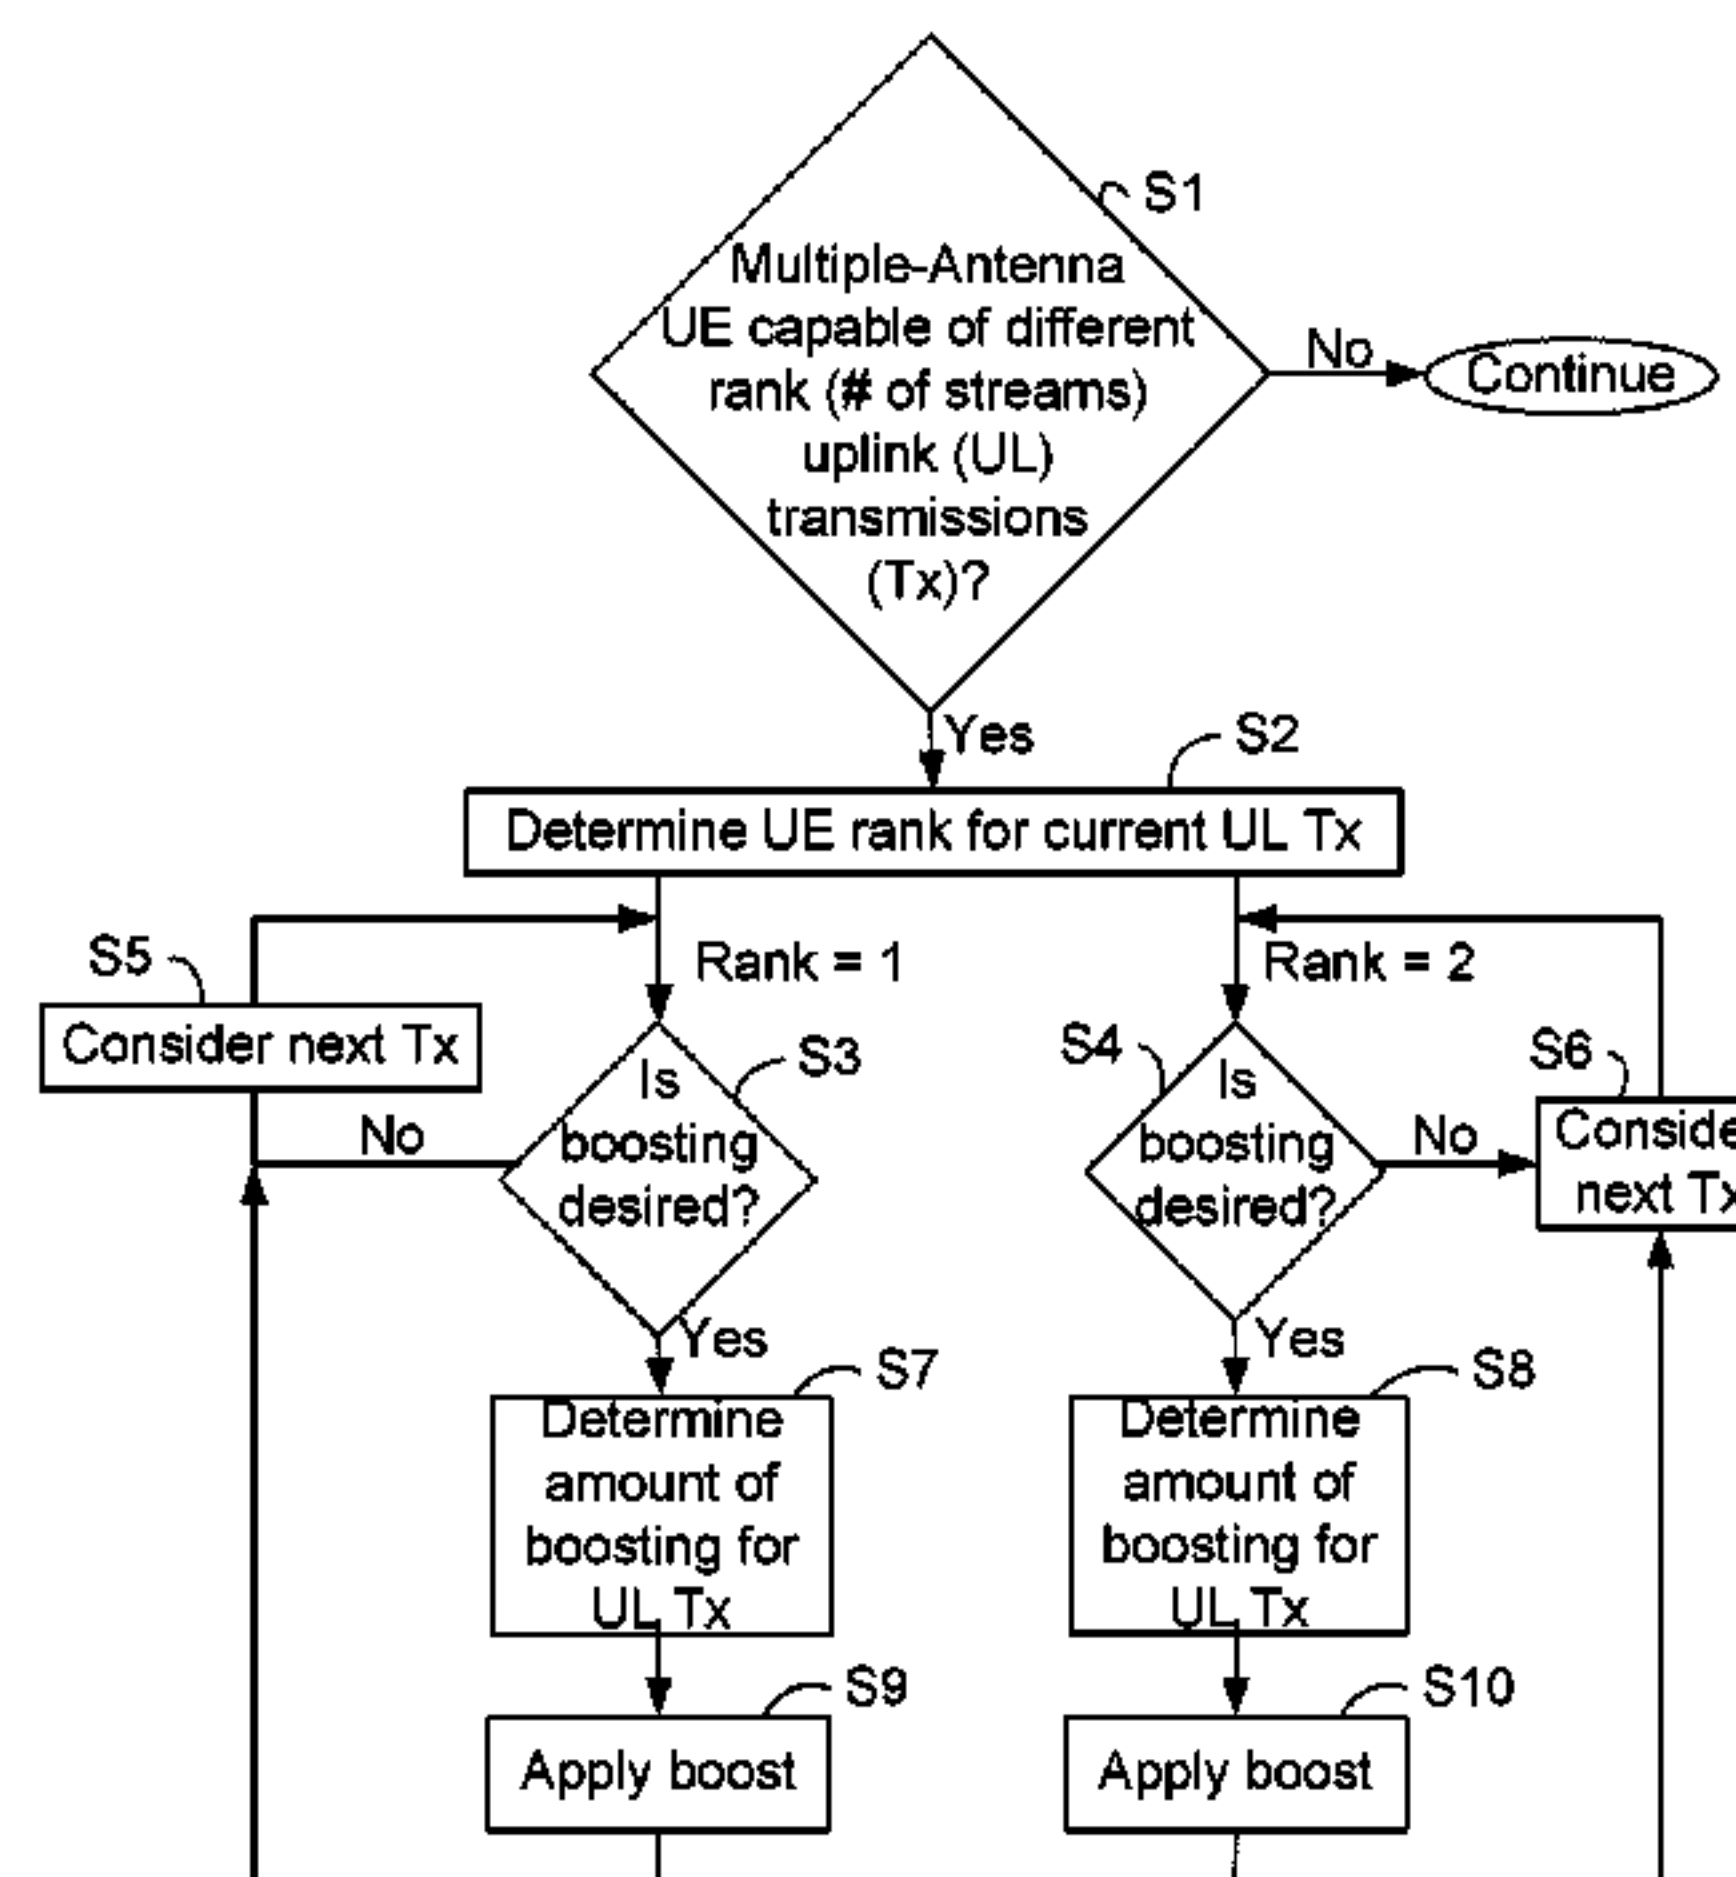 S1
Multiple-Antenna
UE capable of different
rank (# of streams)
uplink (UL)
transmissions
(Tx)?
No
Continue
Yes
S2
Determine UE rank for current UL Tx
Rank = 1
Rank = 2
S5
Consider next Tx
S3
Is
boosting
desired?
No
S4
Is
boosting
desired?
No
S6
Conside
next Tx
Yes
Yes
S7
Determine
amount of
boosting for
UL Tx
S8
Determine
amount of
boosting for
UL Tx
S9
Apply boost
S10
Apply boost